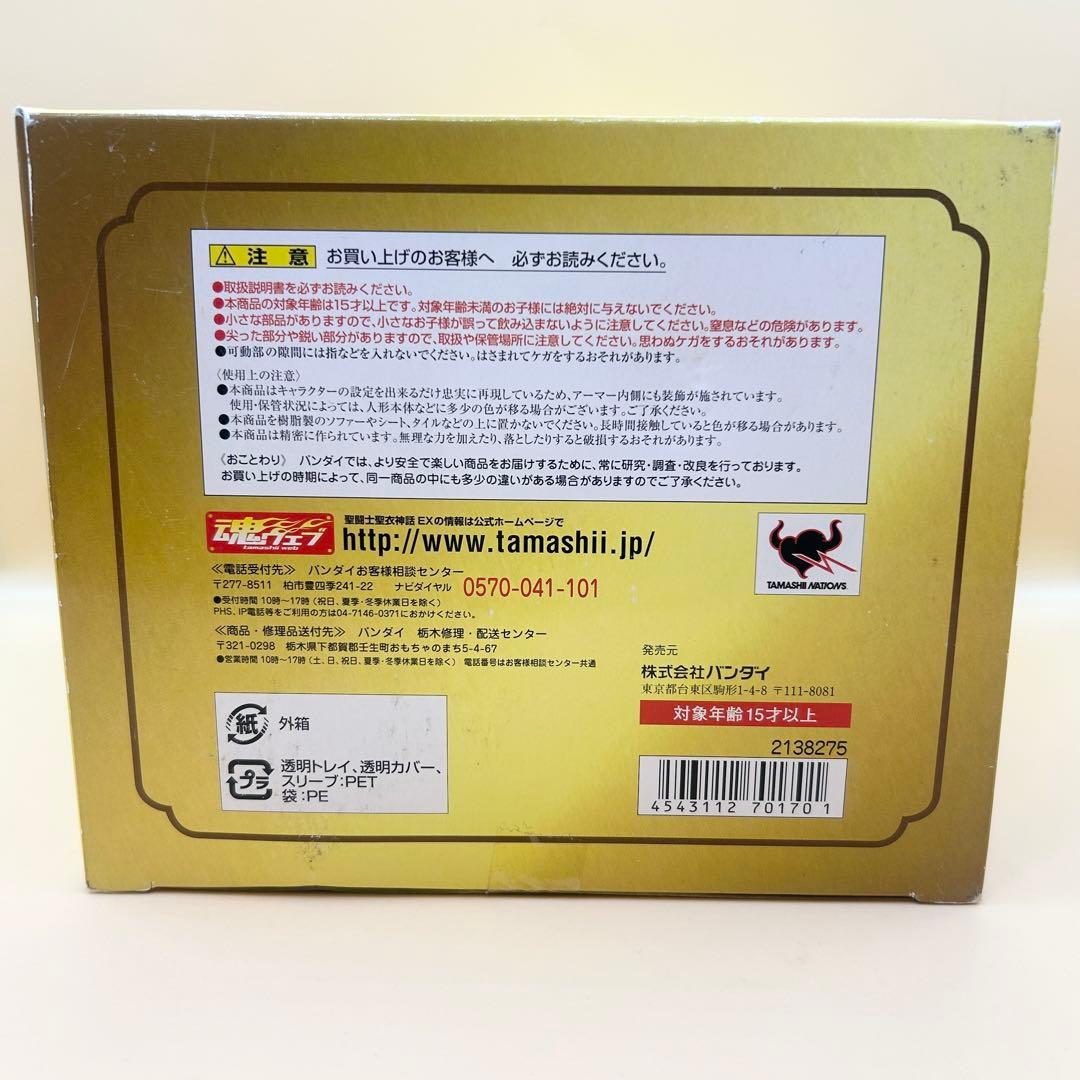 注意 お買い上げのお客様へ 必ずお読みください。
●取扱説明書を必ずお読みください。
●本商品の対象年齢は15才以上です。対象年齢未満のお子様には絶対に与えないでください。
●小さな部品がありますので、小さなお子様が誤って飲み込まないように注意してください。窒息などの危険があります。
●尖った部分や鋭い部分がありますので、取扱や保管場所に注意してください。思わぬケガをするおそれがあります。
●可動部の隙間には指などを入れないでください。はさまれてケガをするおそれがあります。
〈使用上の注意〉
●本商品はキャラクターの設定を出来るだけ忠実に再現しているため、アーマー内側にも装飾が施されています。
使用・保管状況によっては、人形本体などに多少の色が移る場合がございます。ご了承ください。
●本商品を樹脂製のソファーやシート、タイルなどの上に置かないでください。長時間接触していると色が移る場合があります。
●本商品は精密に作られています。無理な力を加えたり、落としたりすると破損するおそれがあります。
《おことわり》 バンダイでは、より安全で楽しい商品をお届けするために、常に研究・調査・改良を行っております。
お買い上げの時期によって、同一商品の中にも多少の違いがある場合がありますのでご了承ください。
魂ウェブ
tamashii web
聖闘士聖衣神話 EXの情報は公式ホームページで
http://www.tamashii.jp/
TAMASHII NATIONS
≪電話受付先≫ バンダイお客様相談センター
〒277-8511 柏市豊四季241-22 ナビダイヤル 0570-041-101
●受付時間 10時〜17時(祝日、夏季・冬季休業日を除く)
PHS、IP電話等をご利用の方は04-7146-0371におかけください。
≪商品・修理品送付先≫ バンダイ 栃木修理・配送センター
〒321-0298 栃木県下都賀郡壬生町おもちゃのまち5-4-67
●営業時間 10時〜17時(土、日、祝日、夏季・冬季休業日を除く) 電話番号はお客様相談センター共通
発売元
株式会社バンダイ
東京都台東区駒形1-4-8 〒111-8081
対象年齢15才以上
紙 外箱
プラ 透明トレイ、透明カバー、
スリーブ:PET
袋:PE
2138275
4543112 701701